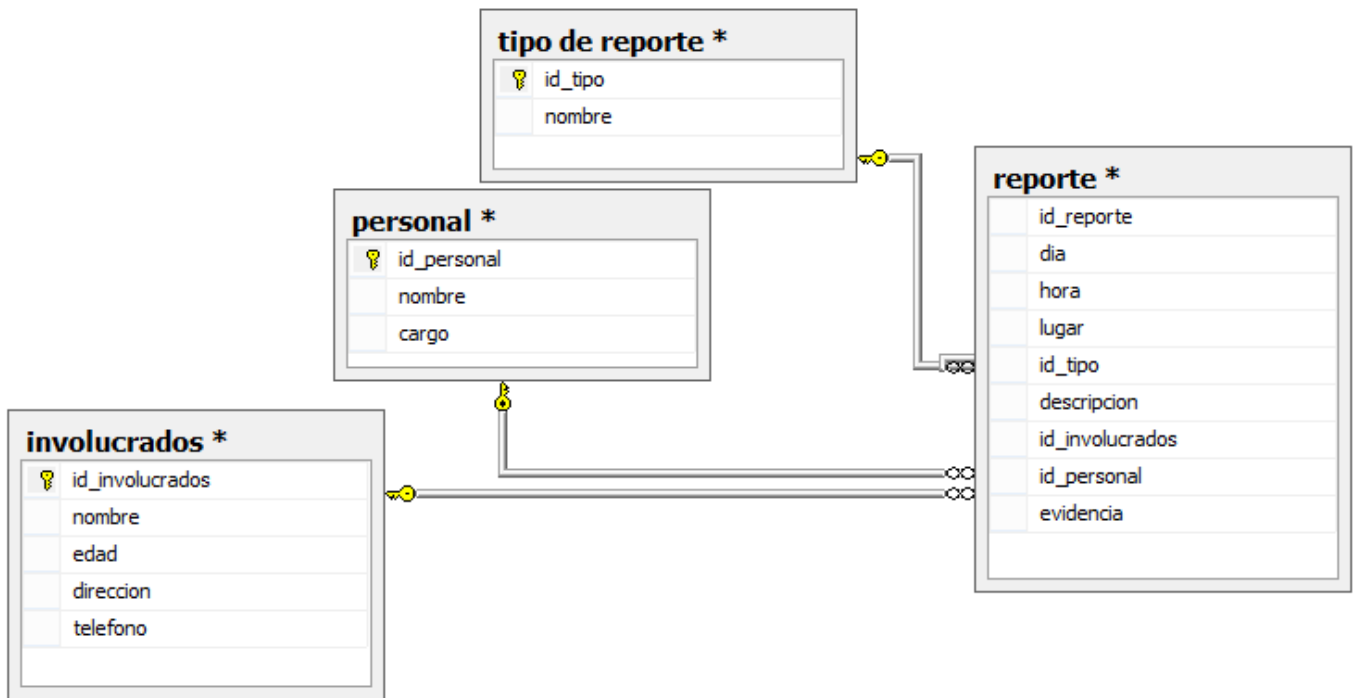 tipo de reporte *
id_tipo
nombre
personal *
id_personal
nombre
cargo
involucrados *
id_involucrados
nombre
edad
direccion
telefono
reporte *
id_reporte
dia
hora
lugar
id_tipo
descripcion
id_involucrados
id_personal
evidencia